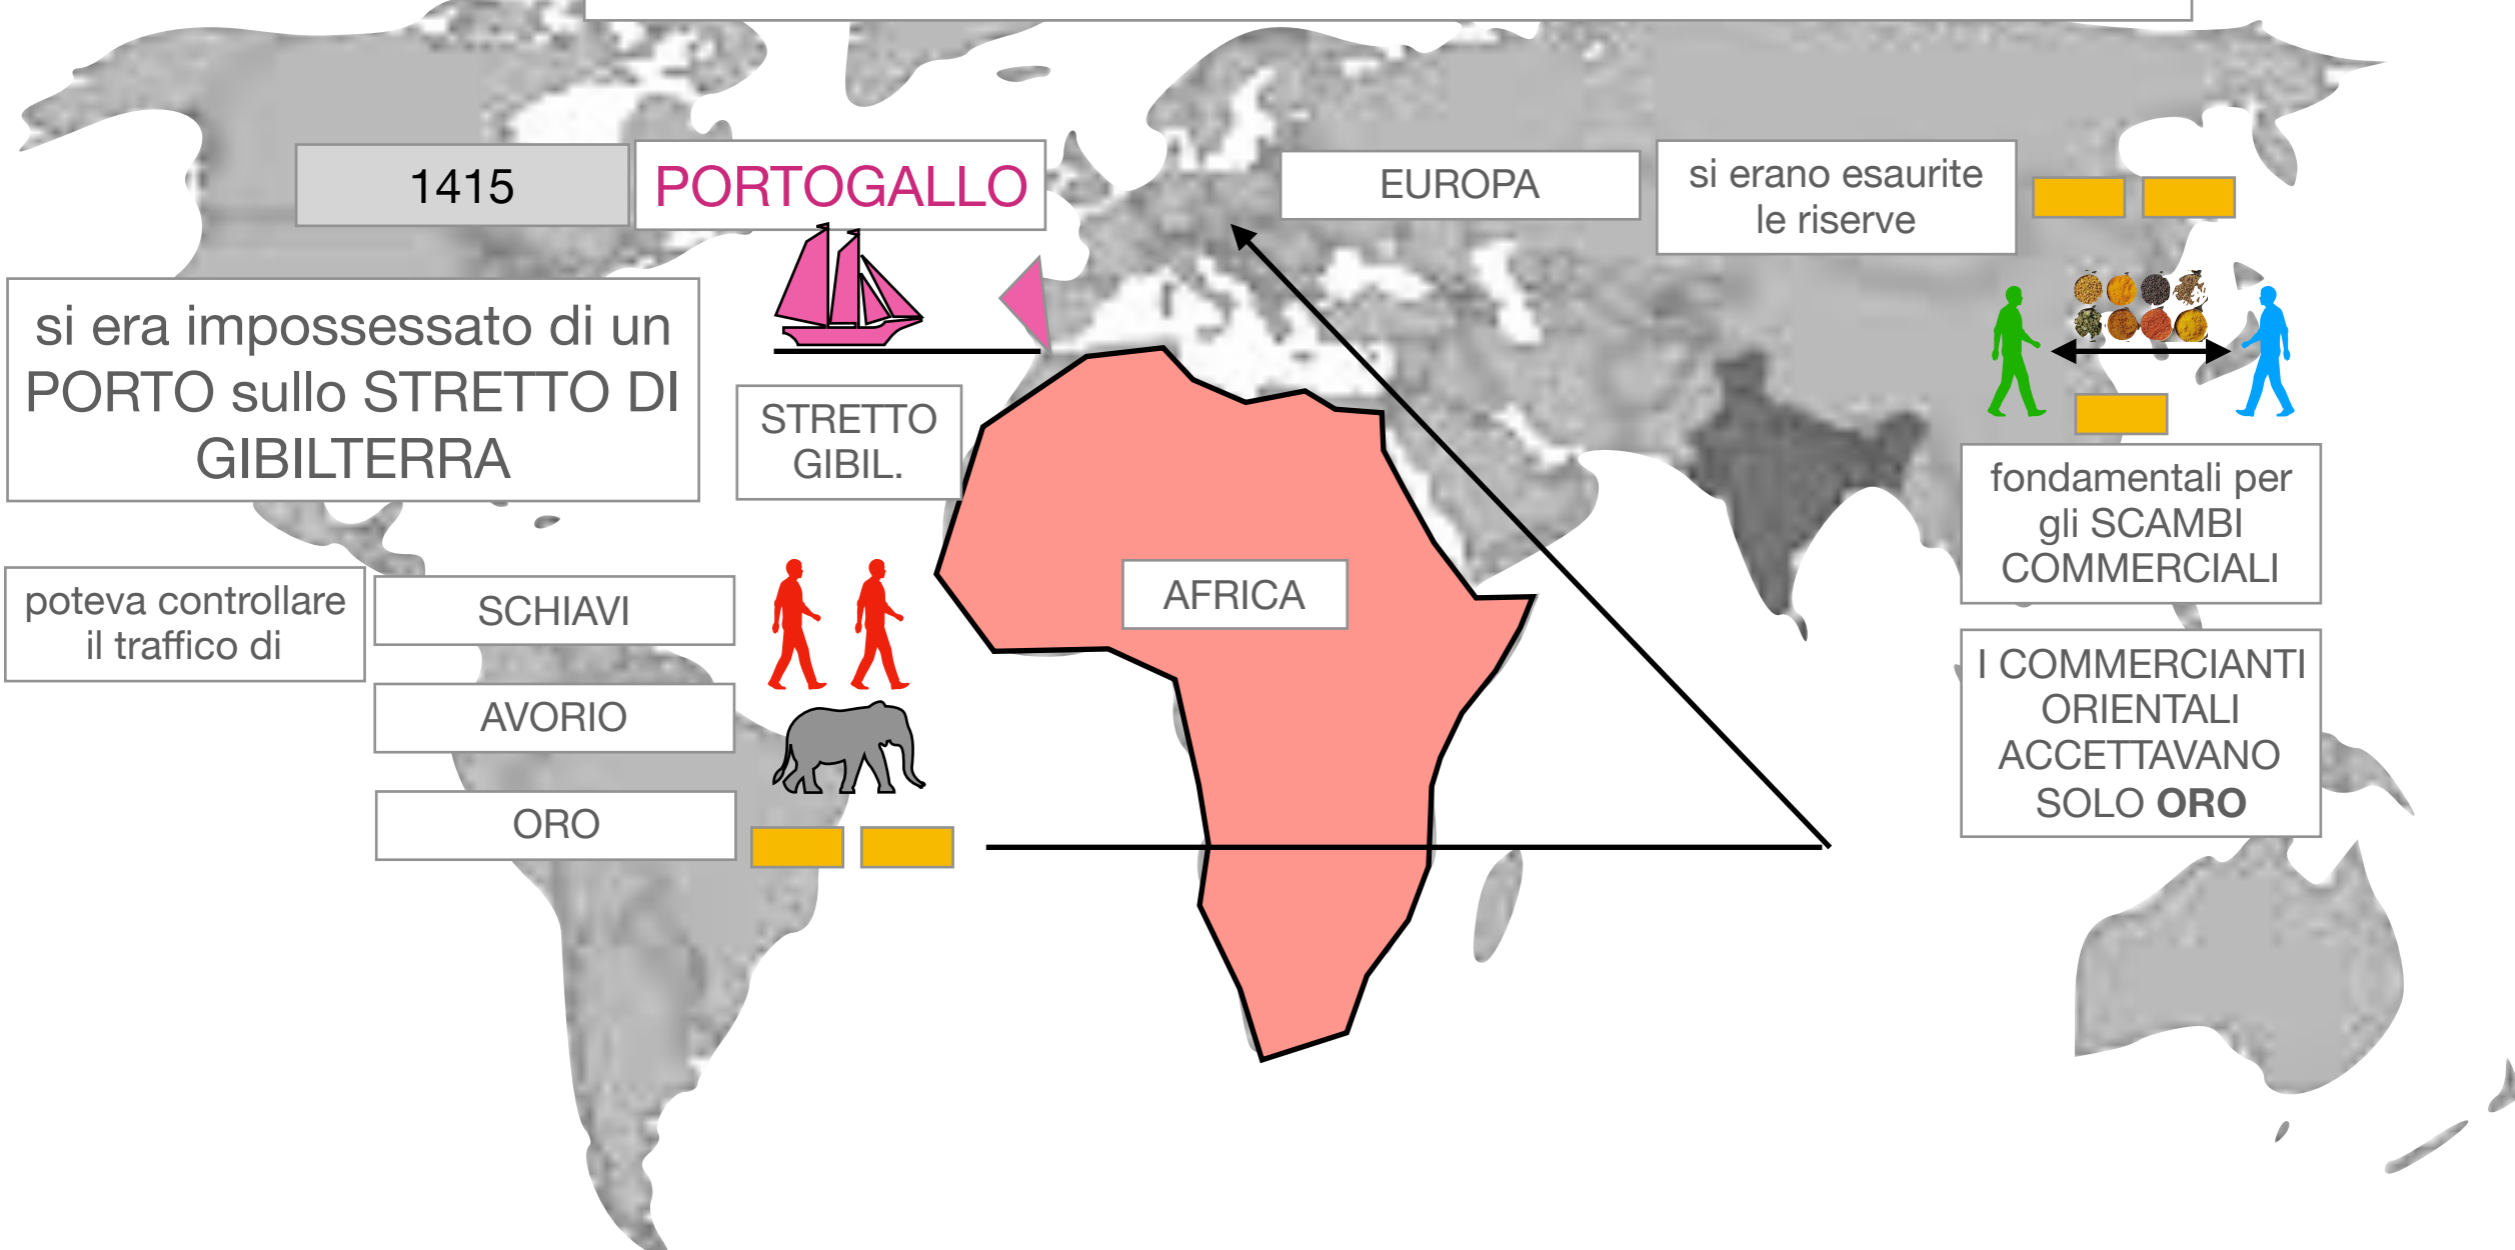 1415
PORTOGALLO
EUROPA
si erano esaurite
le riserve
si era impossessato di un
PORTO sullo STRETTO DI
GIBILTERRA
STRETTO
GIBIL.
fondamentali per
gli SCAMBI
COMMERCIALI
poteva controllare
il traffico di
SCHIAVI
AVORIO
ORO
AFRICA
I COMMERCIANTI
ORIENTALI
ACCETTAVANO
SOLO ORO